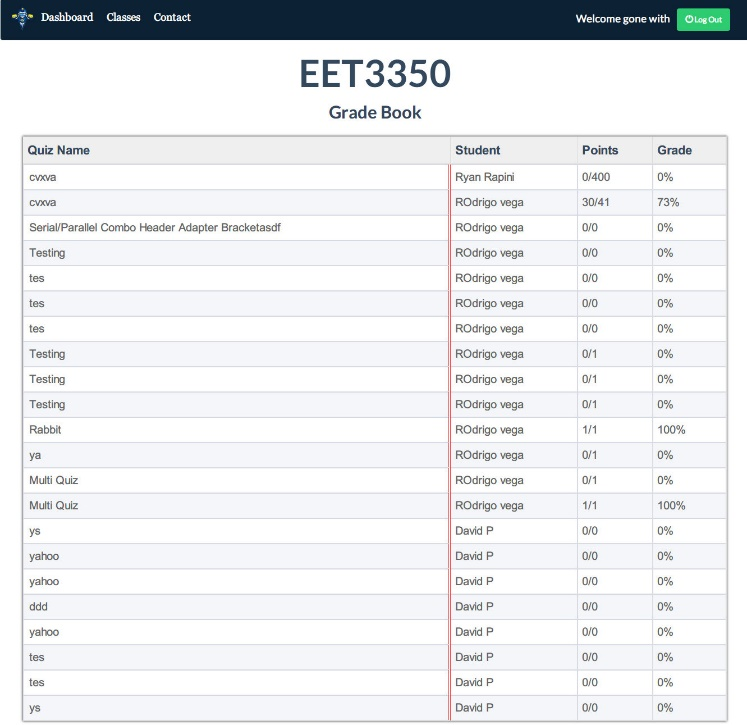 Dashboard Classes Contact Welcome gone with Log Out
EET3350
Grade Book
Quiz Name Student Points Grade
cvxva Ryan Rapini 0/400 0%
cvxva ROdrigo vega 30/41 73%
Serial/Parallel Combo Header Adapter Bracketasdf ROdrigo vega 0/0 0%
Testing ROdrigo vega 0/0 0%
tes ROdrigo vega 0/0 0%
tes ROdrigo vega 0/0 0%
tes ROdrigo vega 0/0 0%
Testing ROdrigo vega 0/1 0%
Testing ROdrigo vega 0/1 0%
Testing ROdrigo vega 0/1 0%
Rabbit ROdrigo vega 1/1 100%
ya ROdrigo vega 0/1 0%
Multi Quiz ROdrigo vega 0/1 0%
Multi Quiz ROdrigo vega 1/1 100%
ys David P 0/0 0%
yahoo David P 0/0 0%
yahoo David P 0/0 0%
ddd David P 0/0 0%
yahoo David P 0/0 0%
tes David P 0/0 0%
tes David P 0/0 0%
ys David P 0/0 0%